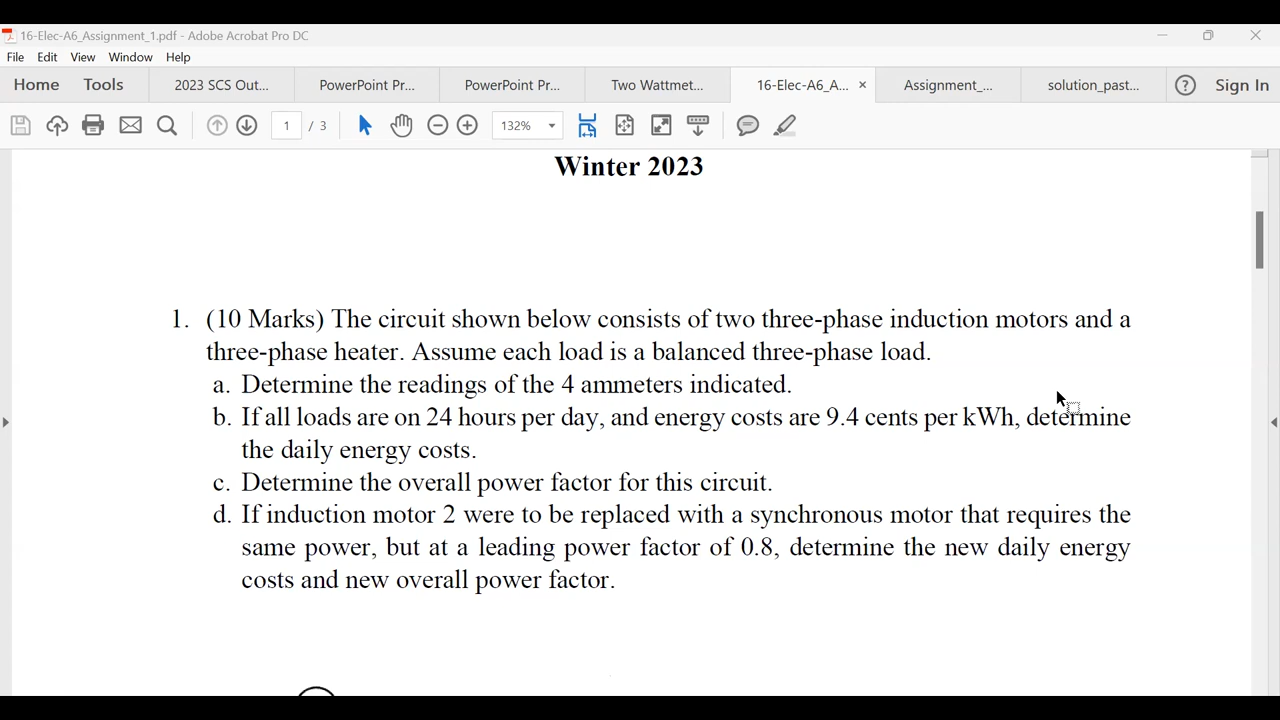 16-Elec-A6_Assignment_1.pdf - Adobe Acrobat Pro DC
File Edit View Window Help
Home Tools 2023 SCS Out... PowerPoint Pr... PowerPoint Pr... Two Wattmet... 16-Elec-A6_A... × Assignment_... solution_past... ? Sign In
1 / 3 132%
Winter 2023
1. (10 Marks) The circuit shown below consists of two three-phase induction motors and a
three-phase heater. Assume each load is a balanced three-phase load.
a. Determine the readings of the 4 ammeters indicated.
b. If all loads are on 24 hours per day, and energy costs are 9.4 cents per kWh, determine
the daily energy costs.
c. Determine the overall power factor for this circuit.
d. If induction motor 2 were to be replaced with a synchronous motor that requires the
same power, but at a leading power factor of 0.8, determine the new daily energy
costs and new overall power factor.